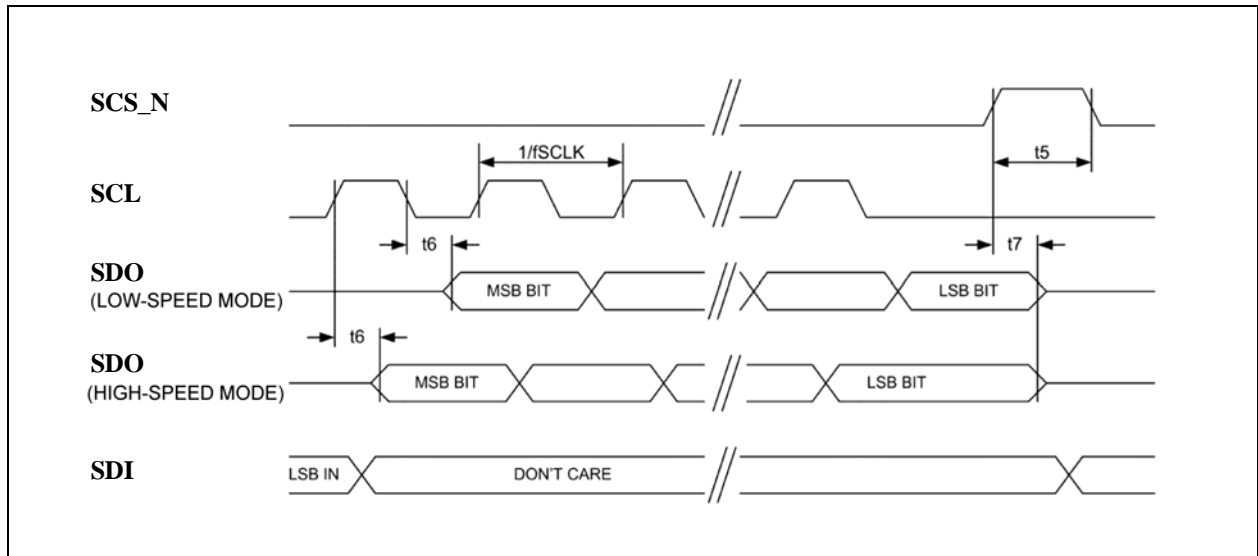 SCS_N
1/fSCLK
t5
SCL
t6
t7
SDO
(LOW-SPEED MODE)
MSB BIT
LSB BIT
t6
SDO
(HIGH-SPEED MODE)
MSB BIT
LSB BIT
SDI
LSB IN
DON'T CARE